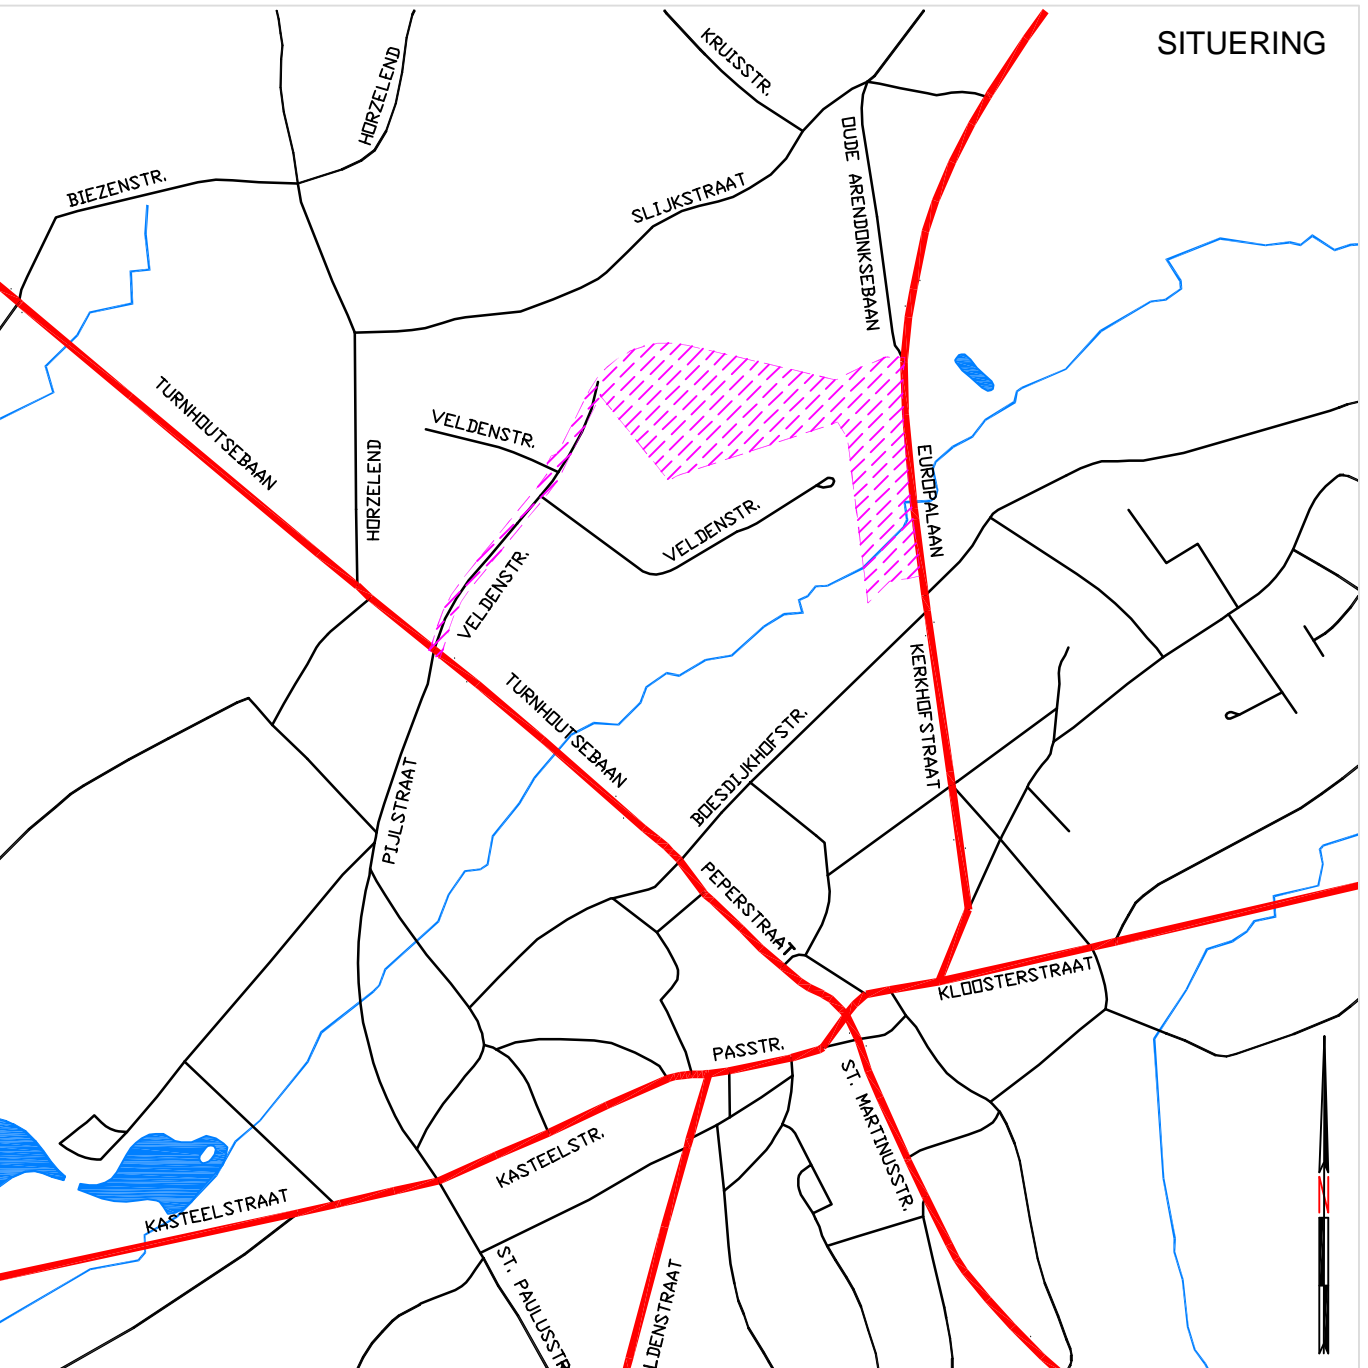 SITUERING
KRUISSTR.
HORZELEND
BIEZENSTR.
SLIJKSTRAAT
OUDE ARENDONKSEBAAN
TURNHOUTSEBAAN
VELDENSTR.
HORZELEND
EUROPALAAN
VELDENSTR.
VELDENSTR.
KERKHOFSTRAAT
TURNHOUTSEBAAN
BOESDIJKHOFSTR.
PIJLSTRAAT
PEPERSTRAAT
KLOOSTERSTRAAT
PASSTR.
ST. MARTINUSSTR.
KASTEELSTR.
KASTEELSTRAAT
N
ST. PAULUSSTR
LDENSTRAAT